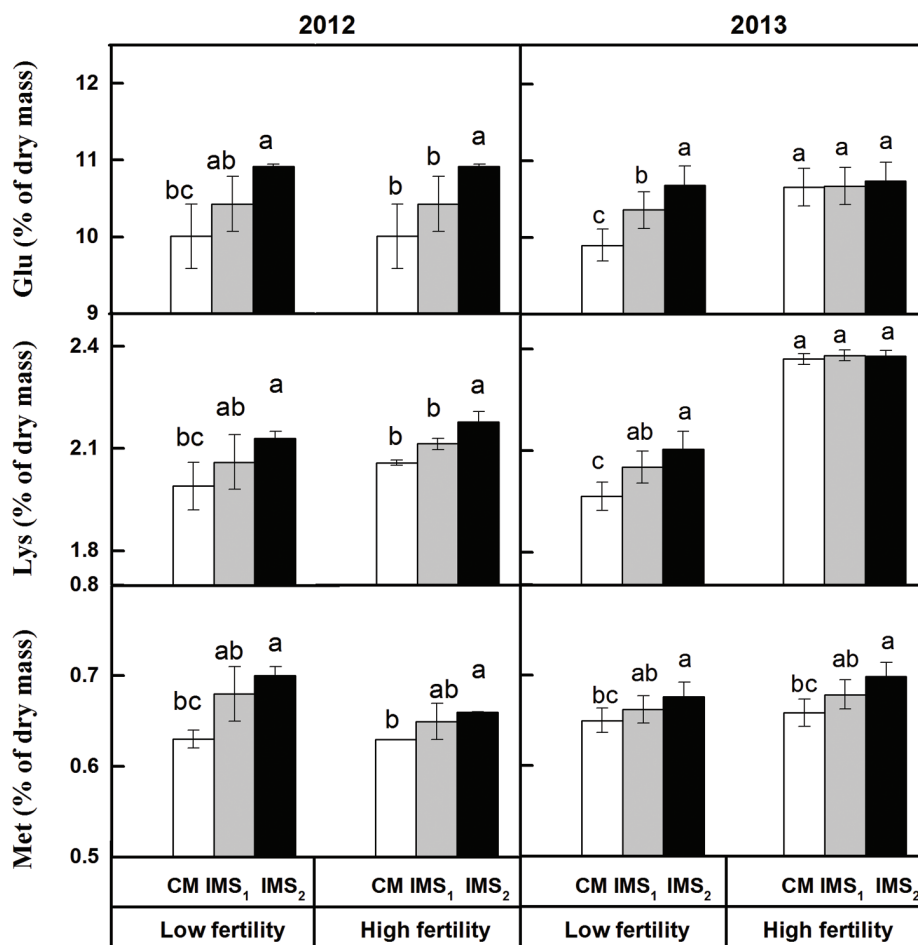 2012 2013
Glu (% of dry mass)
12
11
10
9
bc ab a
b b a
c b a
a a a
Lys (% of dry mass)
2.4
2.1
1.8
0.8
bc ab a
b b a
c ab a
a a a
Met (% of dry mass)
0.7
0.6
0.5
bc ab a
b ab a
bc ab a
bc ab a
CM IMS₁ IMS₂ CM IMS₁ IMS₂ CM IMS₁ IMS₂ CM IMS₁ IMS₂
Low fertility High fertility Low fertility High fertility